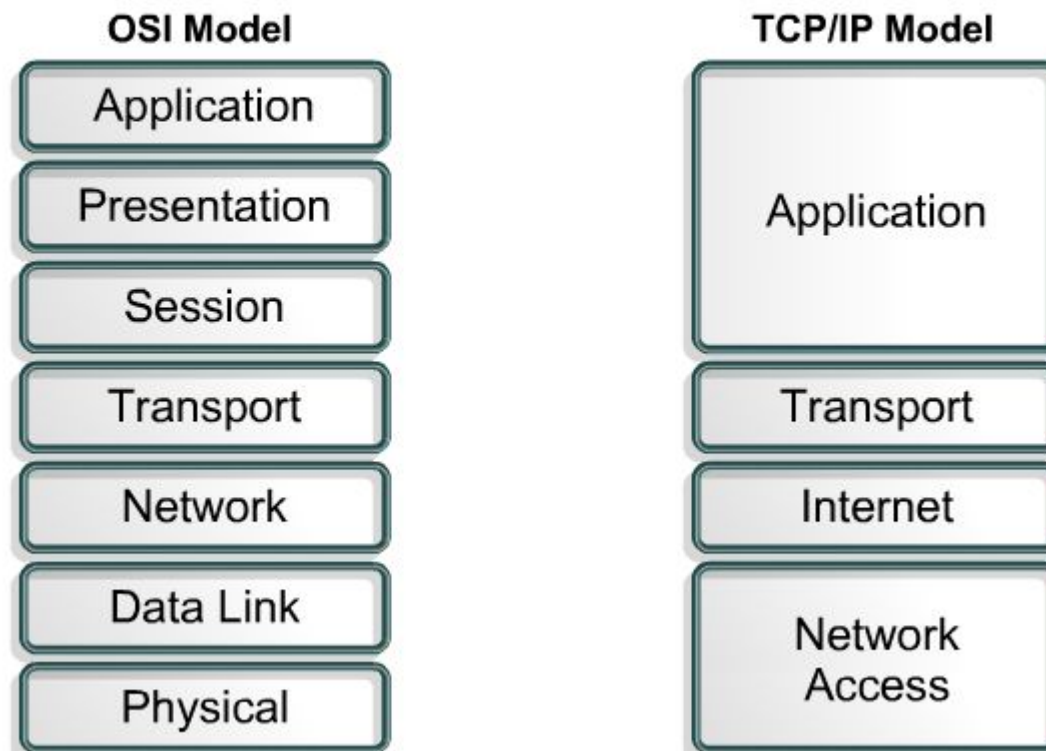 OSI Model
Application
Presentation
Session
Transport
Network
Data Link
Physical
TCP/IP Model
Application
Transport
Internet
Network
Access